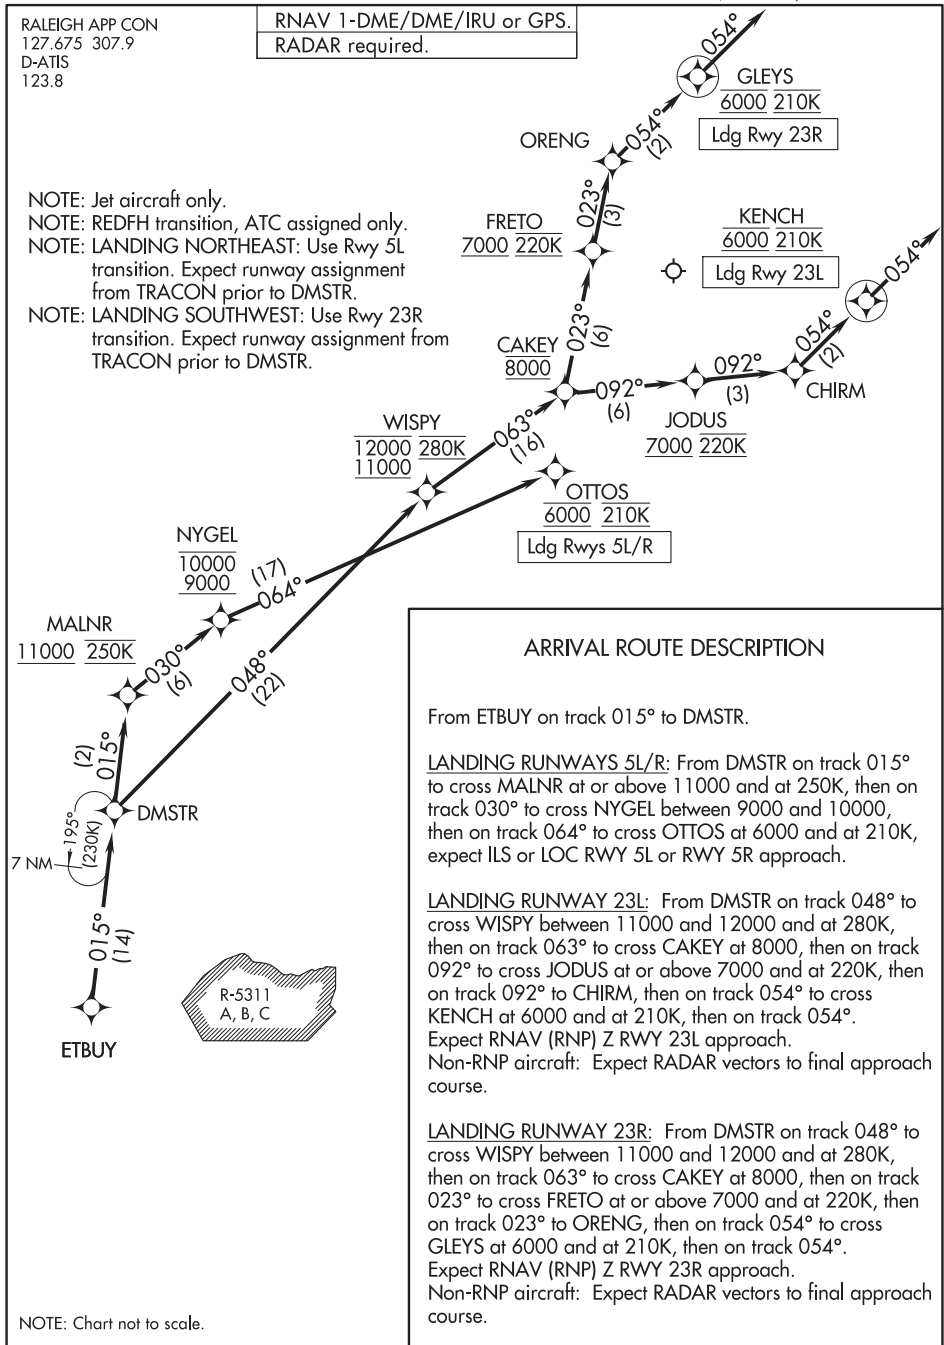 RALEIGH APP CON
127.675 307.9
D-ATIS
123.8
RNAV 1-DME/DME/IRU or GPS.
RADAR required.
NOTE: Jet aircraft only.
NOTE: REDFH transition, ATC assigned only.
NOTE: LANDING NORTHEAST: Use Rwy 5L
transition. Expect runway assignment
from TRACON prior to DMSTR.
NOTE: LANDING SOUTHWEST: Use Rwy 23R
transition. Expect runway assignment from
TRACON prior to DMSTR.
054°
GLEYS
6000 210K
Ldg Rwy 23R
054°
(2)
ORENG
023°
(3)
FRETO
7000 220K
KENCH
6000 210K
Ldg Rwy 23L
054°
054°
(2)
023°
(6)
CAKEY
8000
092°
(6)
092°
(3)
CHIRM
JODUS
7000 220K
WISPY
12000 280K
11000
063°
(16)
OTTOS
6000 210K
Ldg Rwys 5L/R
NYGEL
10000
9000
(17)
064°
MALNR
11000 250K
030°
(6)
048°
(22)
(2)
015°
DMSTR
195°
(230K)
7 NM
015°
(14)
ETBUY
R-5311
A, B, C
ARRIVAL ROUTE DESCRIPTION
From ETBUY on track 015° to DMSTR.
LANDING RUNWAYS 5L/R: From DMSTR on track 015°
to cross MALNR at or above 11000 and at 250K, then on
track 030° to cross NYGEL between 9000 and 10000,
then on track 064° to cross OTTOS at 6000 and at 210K,
expect ILS or LOC RWY 5L or RWY 5R approach.
LANDING RUNWAY 23L: From DMSTR on track 048° to
cross WISPY between 11000 and 12000 and at 280K,
then on track 063° to cross CAKEY at 8000, then on track
092° to cross JODUS at or above 7000 and at 220K, then
on track 092° to CHIRM, then on track 054° to cross
KENCH at 6000 and at 210K, then on track 054°.
Expect RNAV (RNP) Z RWY 23L approach.
Non-RNP aircraft: Expect RADAR vectors to final approach
course.
LANDING RUNWAY 23R: From DMSTR on track 048° to
cross WISPY between 11000 and 12000 and at 280K,
then on track 063° to cross CAKEY at 8000, then on track
023° to cross FRETO at or above 7000 and at 220K, then
on track 023° to ORENG, then on track 054° to cross
GLEYS at 6000 and at 210K, then on track 054°.
Expect RNAV (RNP) Z RWY 23R approach.
Non-RNP aircraft: Expect RADAR vectors to final approach
course.
NOTE: Chart not to scale.